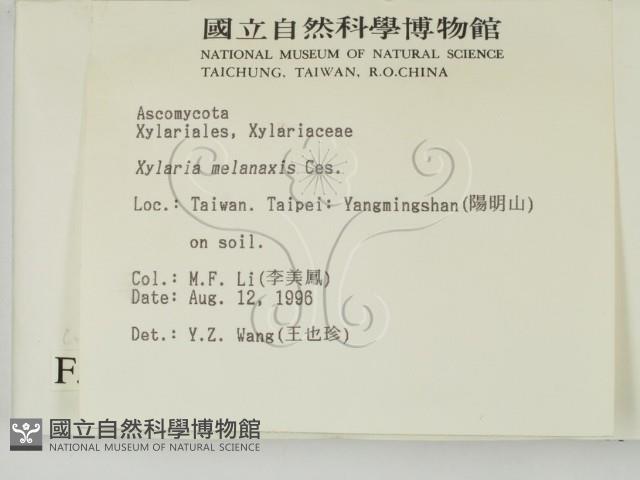 國立自然科學博物館
NATIONAL MUSEUM OF NATURAL SCIENCE
TAICHUNG, TAIWAN, R.O.CHINA
Ascomycota
Xylariales, Xylariaceae
Xylaria melanaxis Ces.
Loc.: Taiwan. Taipei: Yangmingshan(陽明山)
on soil.
Col.: M.F. Li(李美鳳)
Date: Aug. 12, 1996
Det.: Y.Z. Wang(王也珍)
F
國立自然科學博物館
NATIONAL MUSEUM OF NATURAL SCIENCE